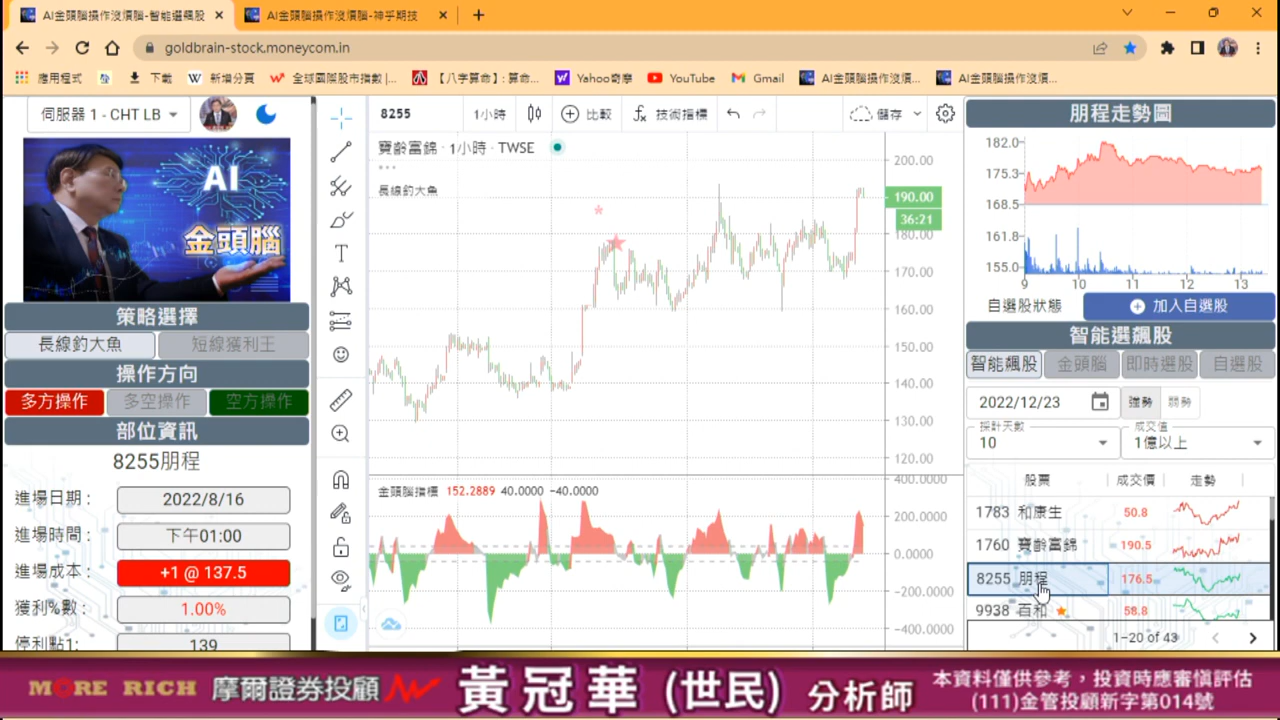 AI金頭腦操作沒煩腦-智能選飆股
AI金頭腦操作沒煩腦-神乎期技
goldbrain-stock.moneycom.in
應用程式
下載
新增分頁
全球國際股市指數|...
【八字算命】: 算命...
Yahoo奇摩
YouTube
Gmail
AI金頭腦操作沒煩...
AI金頭腦操作沒煩...
伺服器 1 - CHT LB
AI
金頭腦
策略選擇
長線釣大魚
短線獲利王
操作方向
多方操作
多空操作
空方操作
部位資訊
8255朋程
進場日期 :
2022/8/16
進場時間 :
下午01:00
進場成本 :
+1 @ 137.5
獲利%數 :
1.00%
停利點1:
139
8255
1小時
比較
技術指標
儲存
寶齡富錦 · 1小時 · TWSE
長線釣大魚
200.00
190.00
36:21
180.00
170.00
160.00
150.00
140.00
130.00
120.00
金頭腦指標 152.2889 40.0000 -40.0000
400.0000
200.0000
0.0000
-200.0000
-400.0000
朋程走勢圖
182.0
175.3
168.5
161.8
155.0
9 10 11 12 13
自選股狀態
加入自選股
智能選飆股
智能飆股
金頭腦
即時選股
自選股
2022/12/23
強勢
弱勢
採計天數
10
成交值
1億以上
股票 成交價 走勢
1783 和康生 50.8
1760 寶齡富錦 190.5
8255 朋程 176.5
9938 百和 58.8
1–20 of 43
MORE RICH 摩爾證券投顧
黃冠華 (世民) 分析師
本資料僅供參考，投資時應審慎評估
(111)金管投顧新字第014號